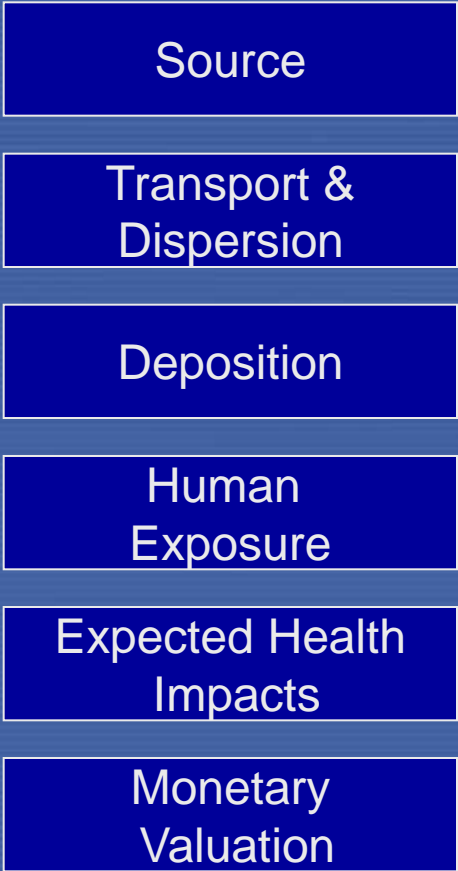 Source
Transport &
Dispersion
Deposition
Human
Exposure
Expected Health
Impacts
Monetary
Valuation